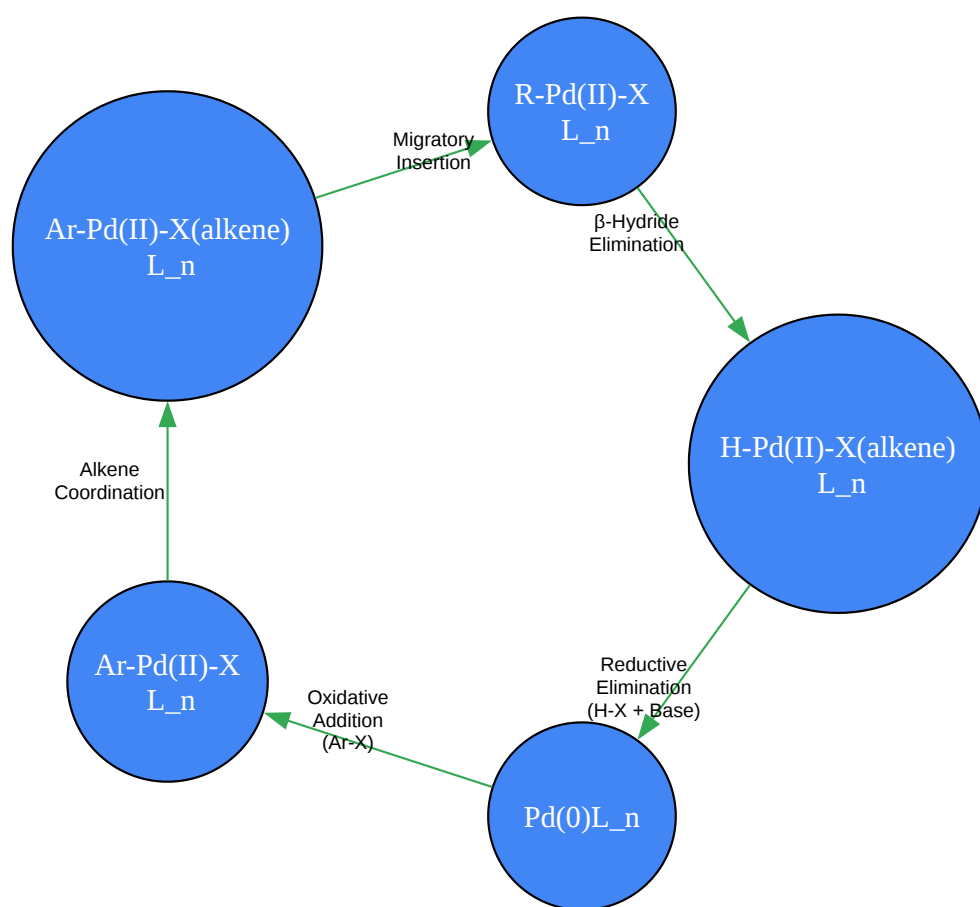 R-Pd(II)-X
L_n
Migratory
Insertion
Ar-Pd(II)-X(alkene)
L_n
β-Hydride
Elimination
H-Pd(II)-X(alkene)
L_n
Alkene
Coordination
Ar-Pd(II)-X
L_n
Oxidative
Addition
(Ar-X)
Reductive
Elimination
(H-X + Base)
Pd(0)L_n